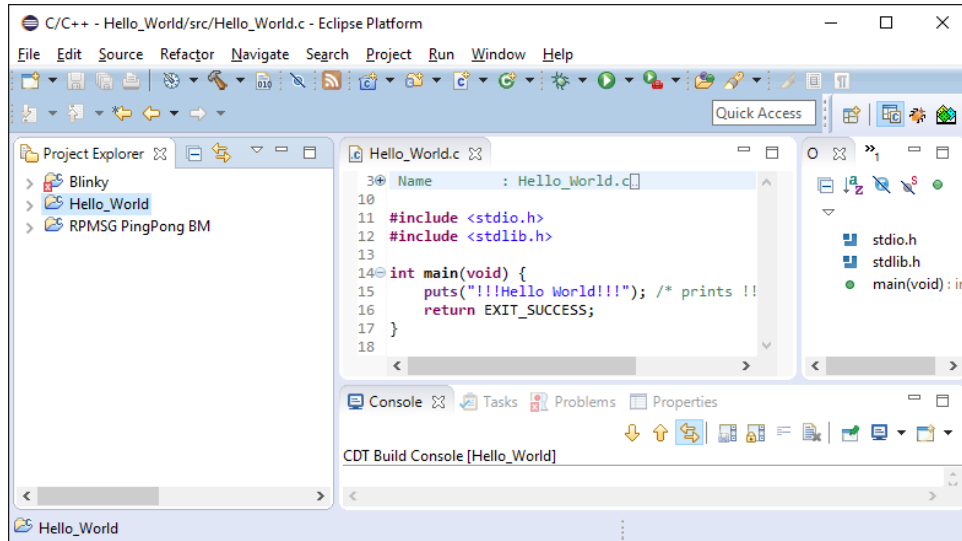 C/C++ - Hello_World/src/Hello_World.c - Eclipse Platform
File Edit Source Refactor Navigate Search Project Run Window Help
010
Quick Access
Project Explorer
Blinky
Hello_World
RPMSG PingPong BM
Hello_World.c
3 Name : Hello_World.c
10
11 #include <stdio.h>
12 #include <stdlib.h>
13
14 int main(void) {
15 puts("!!!Hello World!!!"); /* prints !!
16 return EXIT_SUCCESS;
17 }
18
O »1
stdio.h
stdlib.h
main(void) : in
Console Tasks Problems Properties
CDT Build Console [Hello_World]
Hello_World